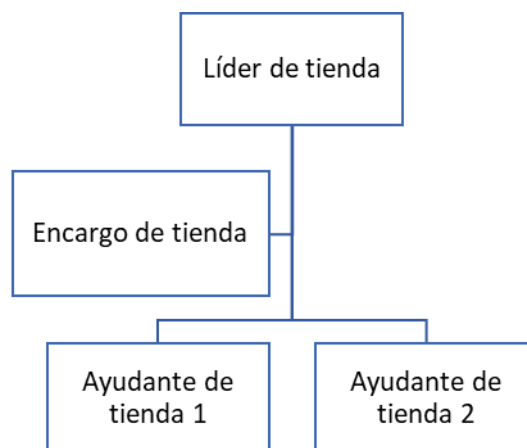 Líder de tienda
Encargo de tienda
Ayudante de
tienda 1
Ayudante de
tienda 2